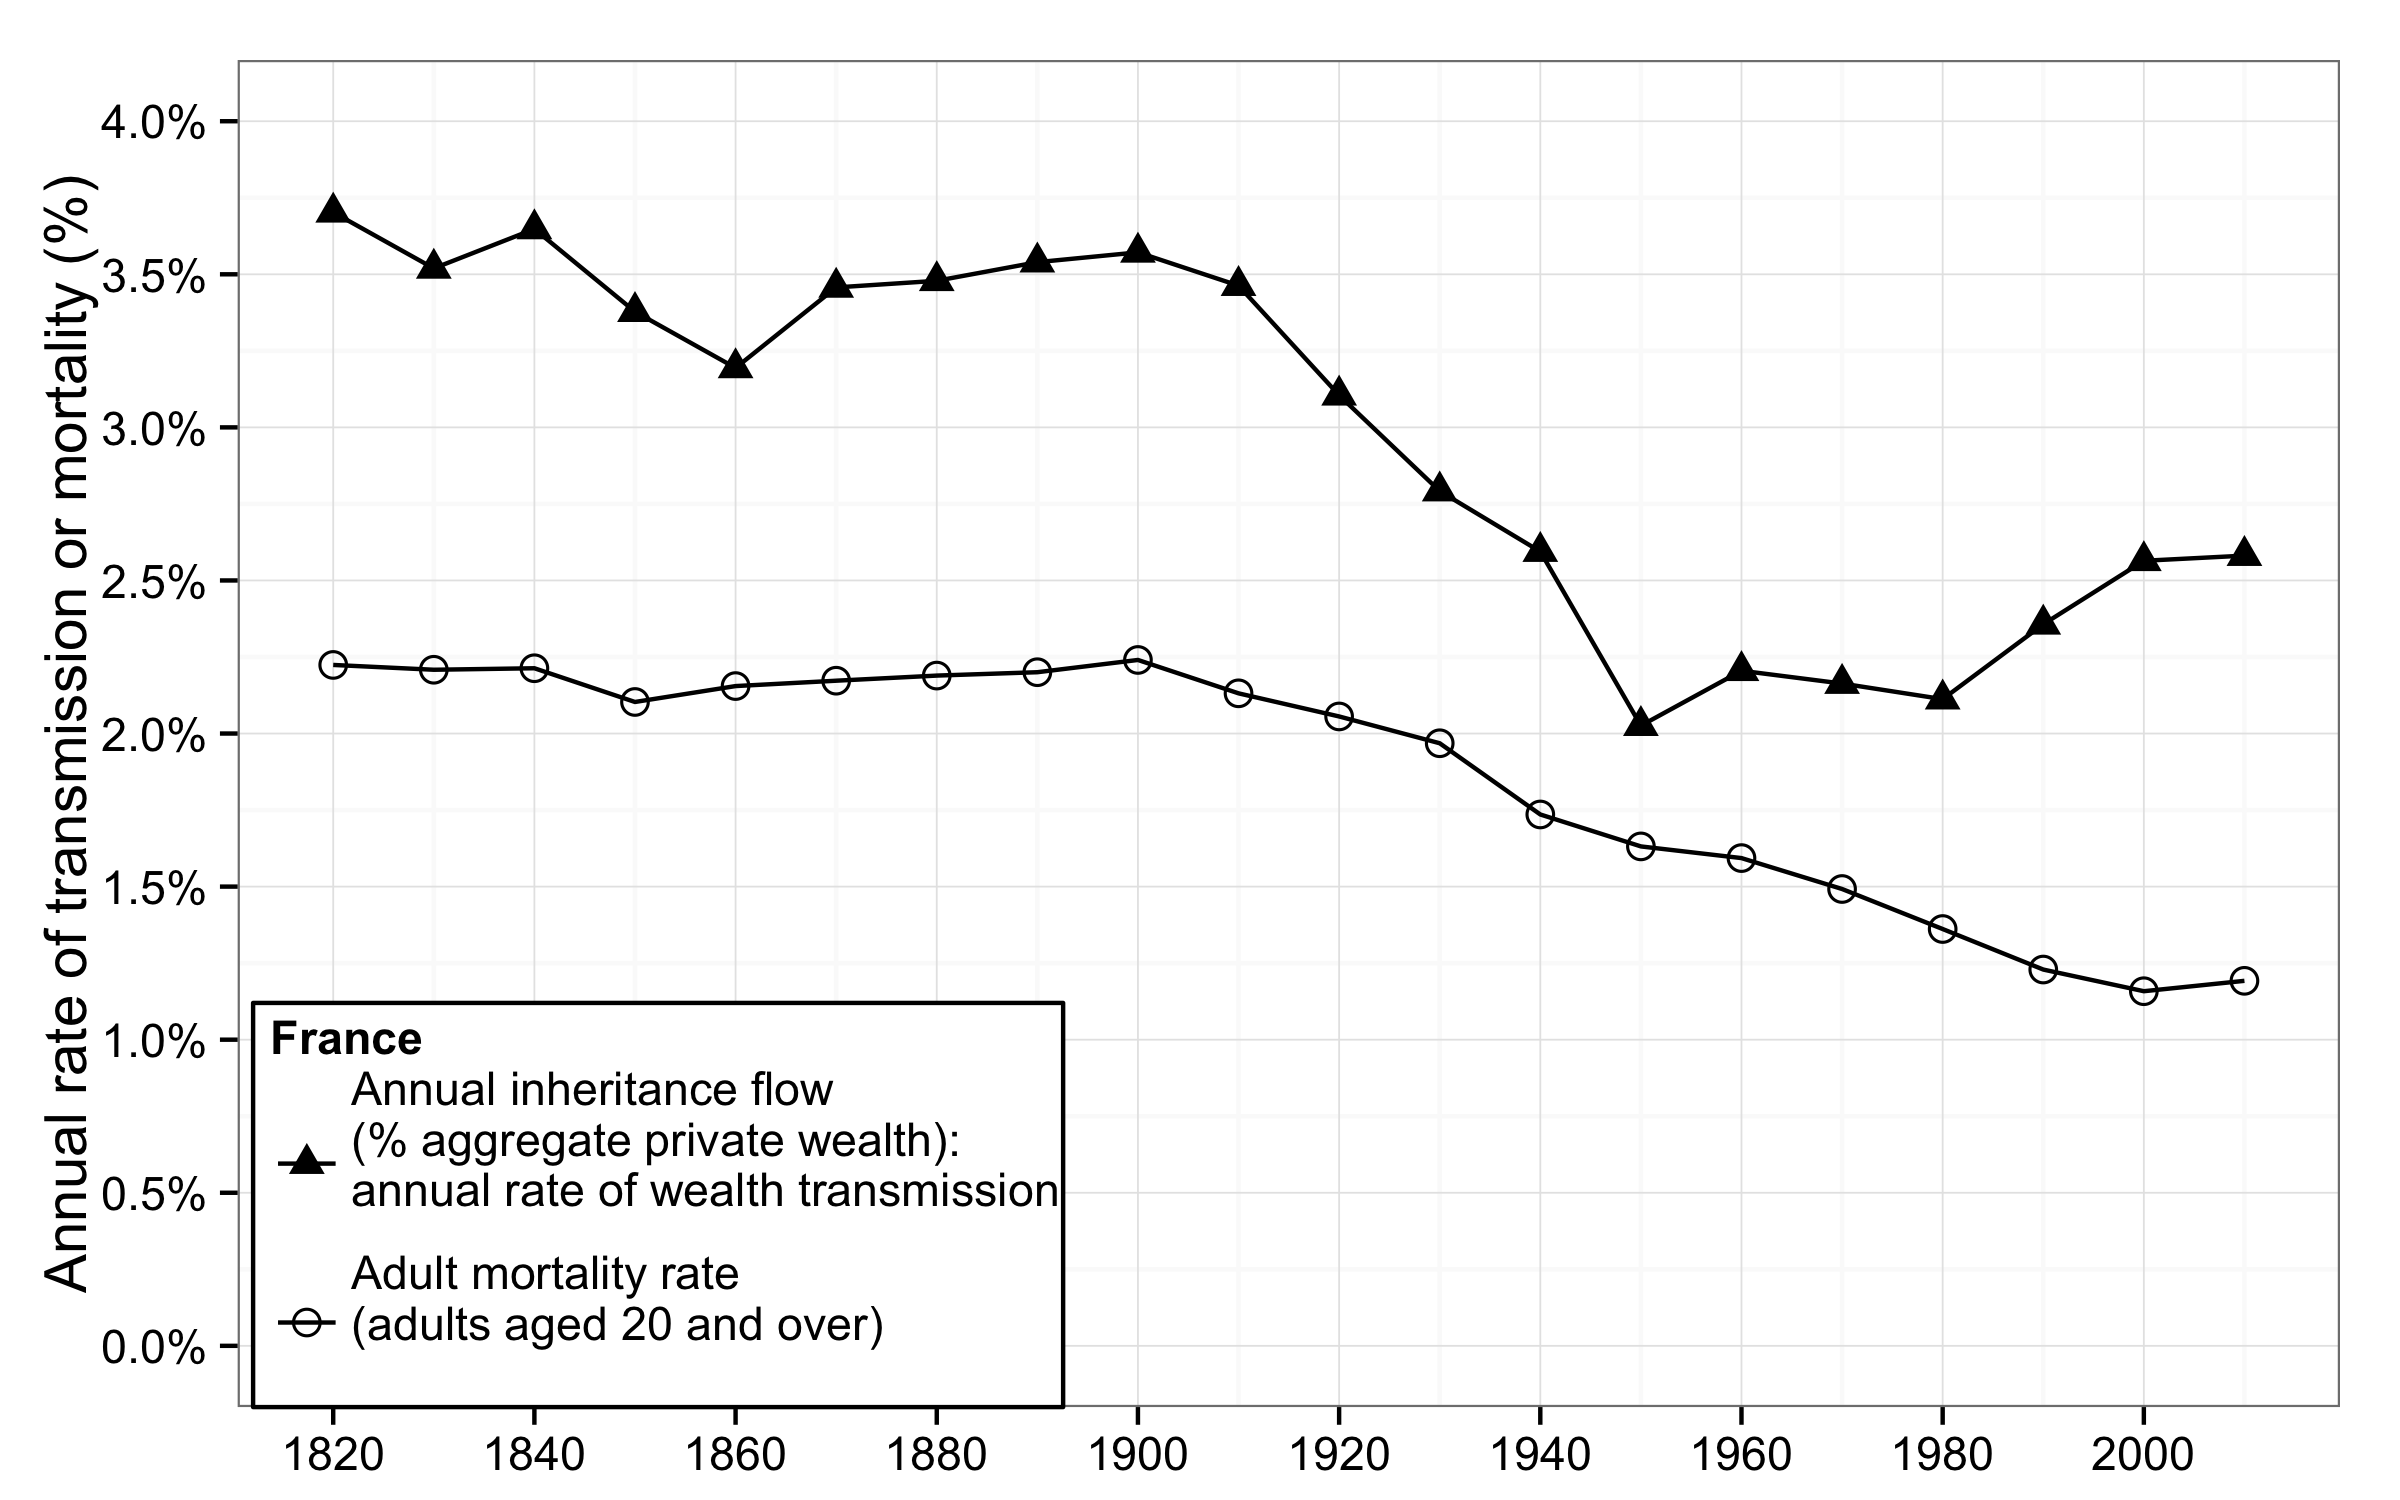 Annual rate of transmission or mortality (%)
4.0%
3.5%
3.0%
2.5%
2.0%
1.5%
1.0%
0.5%
0.0%
France
Annual inheritance flow
(% aggregate private wealth):
annual rate of wealth transmission
Adult mortality rate
(adults aged 20 and over)
1820
1840
1860
1880
1900
1920
1940
1960
1980
2000